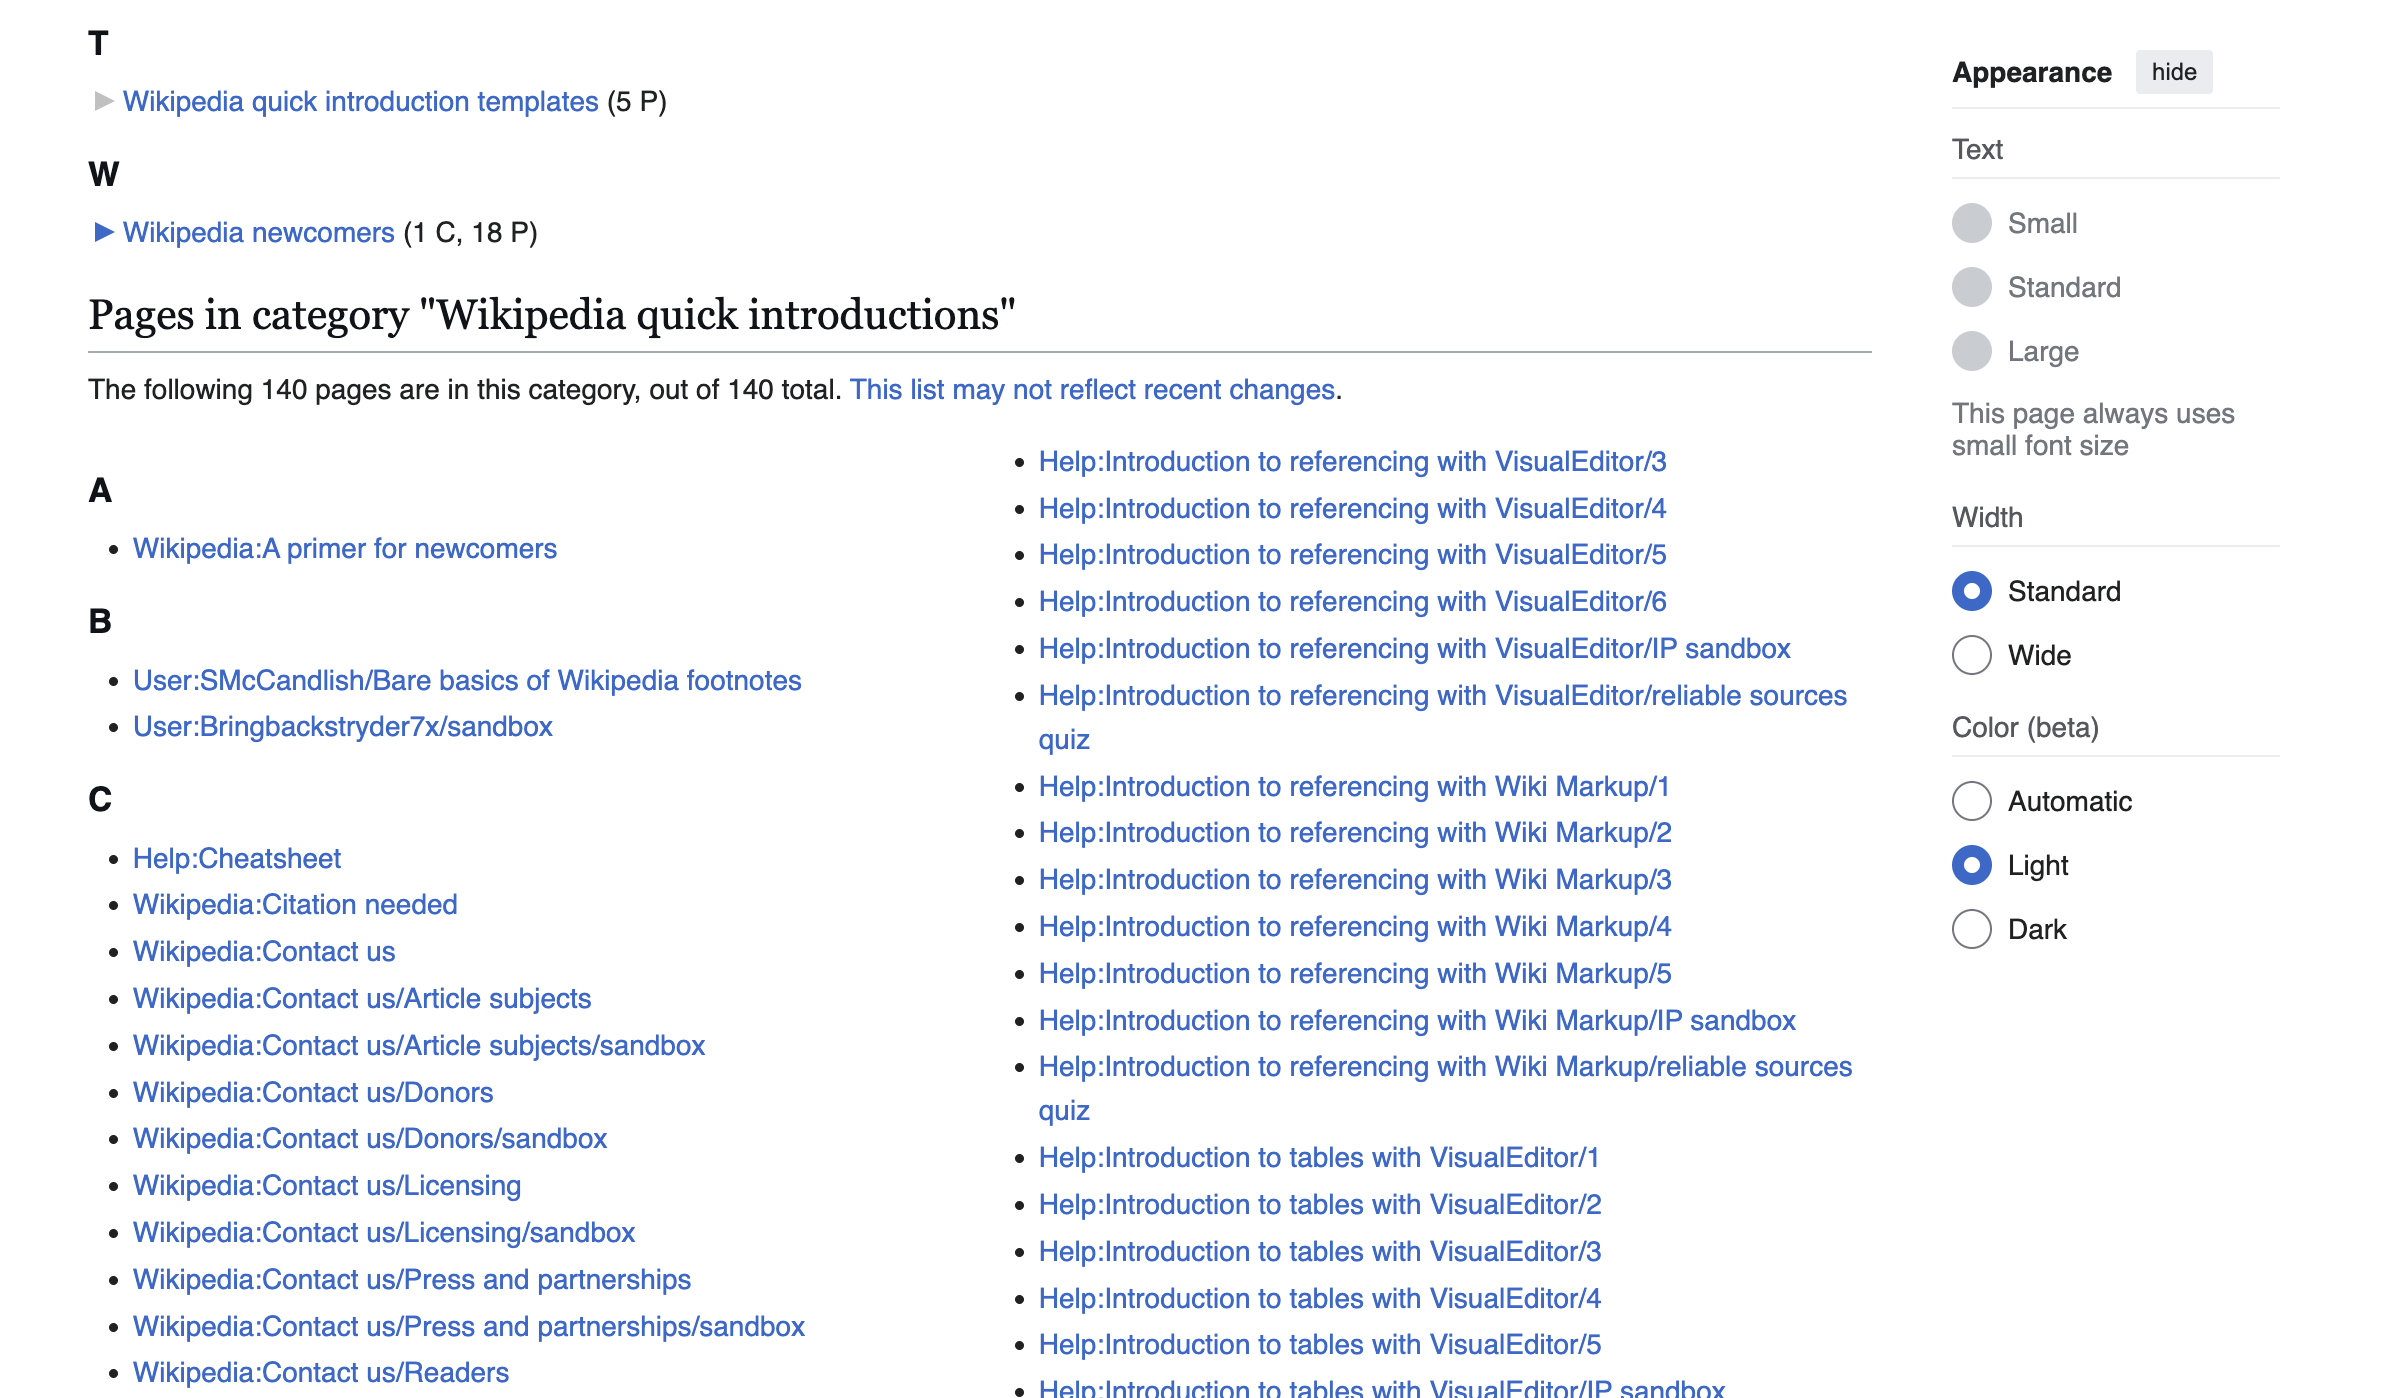 T
Wikipedia quick introduction templates (5 P)
W
Wikipedia newcomers (1 C, 18 P)
Pages in category "Wikipedia quick introductions"
The following 140 pages are in this category, out of 140 total. This list may not reflect recent changes.
A
Wikipedia:A primer for newcomers
B
User:SMcCandlish/Bare basics of Wikipedia footnotes
User:Bringbackstryder7x/sandbox
C
Help:Cheatsheet
Wikipedia:Citation needed
Wikipedia:Contact us
Wikipedia:Contact us/Article subjects
Wikipedia:Contact us/Article subjects/sandbox
Wikipedia:Contact us/Donors
Wikipedia:Contact us/Donors/sandbox
Wikipedia:Contact us/Licensing
Wikipedia:Contact us/Licensing/sandbox
Wikipedia:Contact us/Press and partnerships
Wikipedia:Contact us/Press and partnerships/sandbox
Wikipedia:Contact us/Readers
Help:Introduction to referencing with VisualEditor/3
Help:Introduction to referencing with VisualEditor/4
Help:Introduction to referencing with VisualEditor/5
Help:Introduction to referencing with VisualEditor/6
Help:Introduction to referencing with VisualEditor/IP sandbox
Help:Introduction to referencing with VisualEditor/reliable sources
quiz
Help:Introduction to referencing with Wiki Markup/1
Help:Introduction to referencing with Wiki Markup/2
Help:Introduction to referencing with Wiki Markup/3
Help:Introduction to referencing with Wiki Markup/4
Help:Introduction to referencing with Wiki Markup/5
Help:Introduction to referencing with Wiki Markup/IP sandbox
Help:Introduction to referencing with Wiki Markup/reliable sources
quiz
Help:Introduction to tables with VisualEditor/1
Help:Introduction to tables with VisualEditor/2
Help:Introduction to tables with VisualEditor/3
Help:Introduction to tables with VisualEditor/4
Help:Introduction to tables with VisualEditor/5
Help:Introduction to tables with VisualEditor/IP sandbox
Appearance hide
Text
Small
Standard
Large
This page always uses
small font size
Width
Standard
Wide
Color (beta)
Automatic
Light
Dark